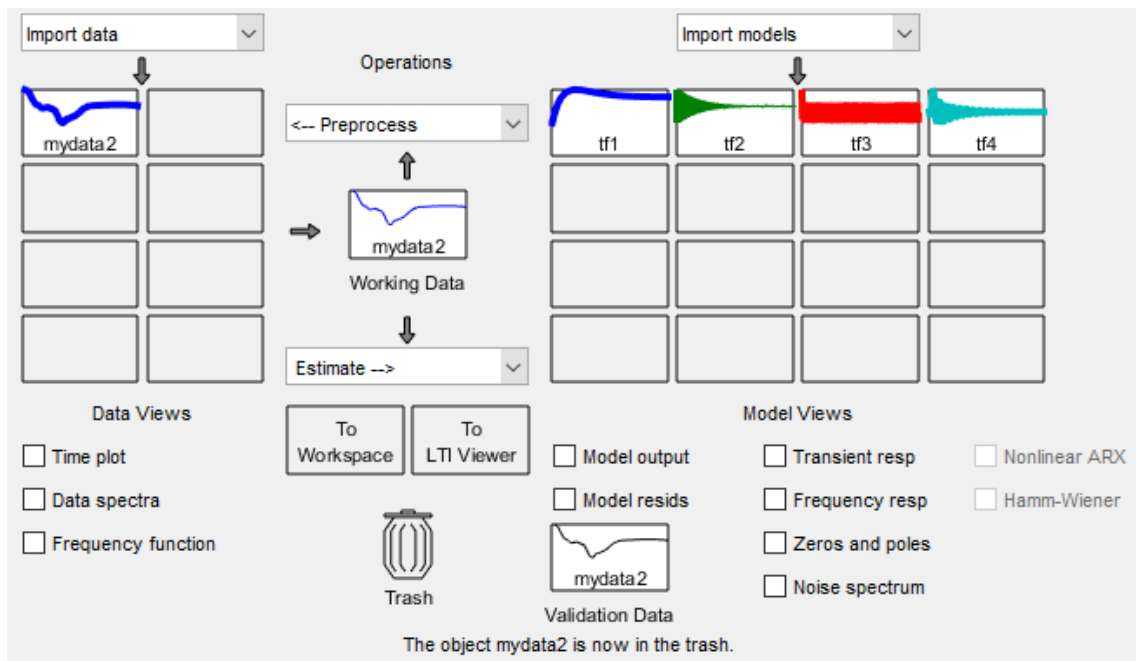 Import data
Import models
Operations
mydata2
<-- Preprocess
tf1
tf2
tf3
tf4
mydata2
Working Data
Estimate -->
Data Views
Model Views
To
Workspace
To
LTI Viewer
Time plot
Model output
Transient resp
Nonlinear ARX
Data spectra
Model resids
Frequency resp
Hamm-Wiener
Frequency function
Zeros and poles
mydata2
Trash
Noise spectrum
Validation Data
The object mydata2 is now in the trash.